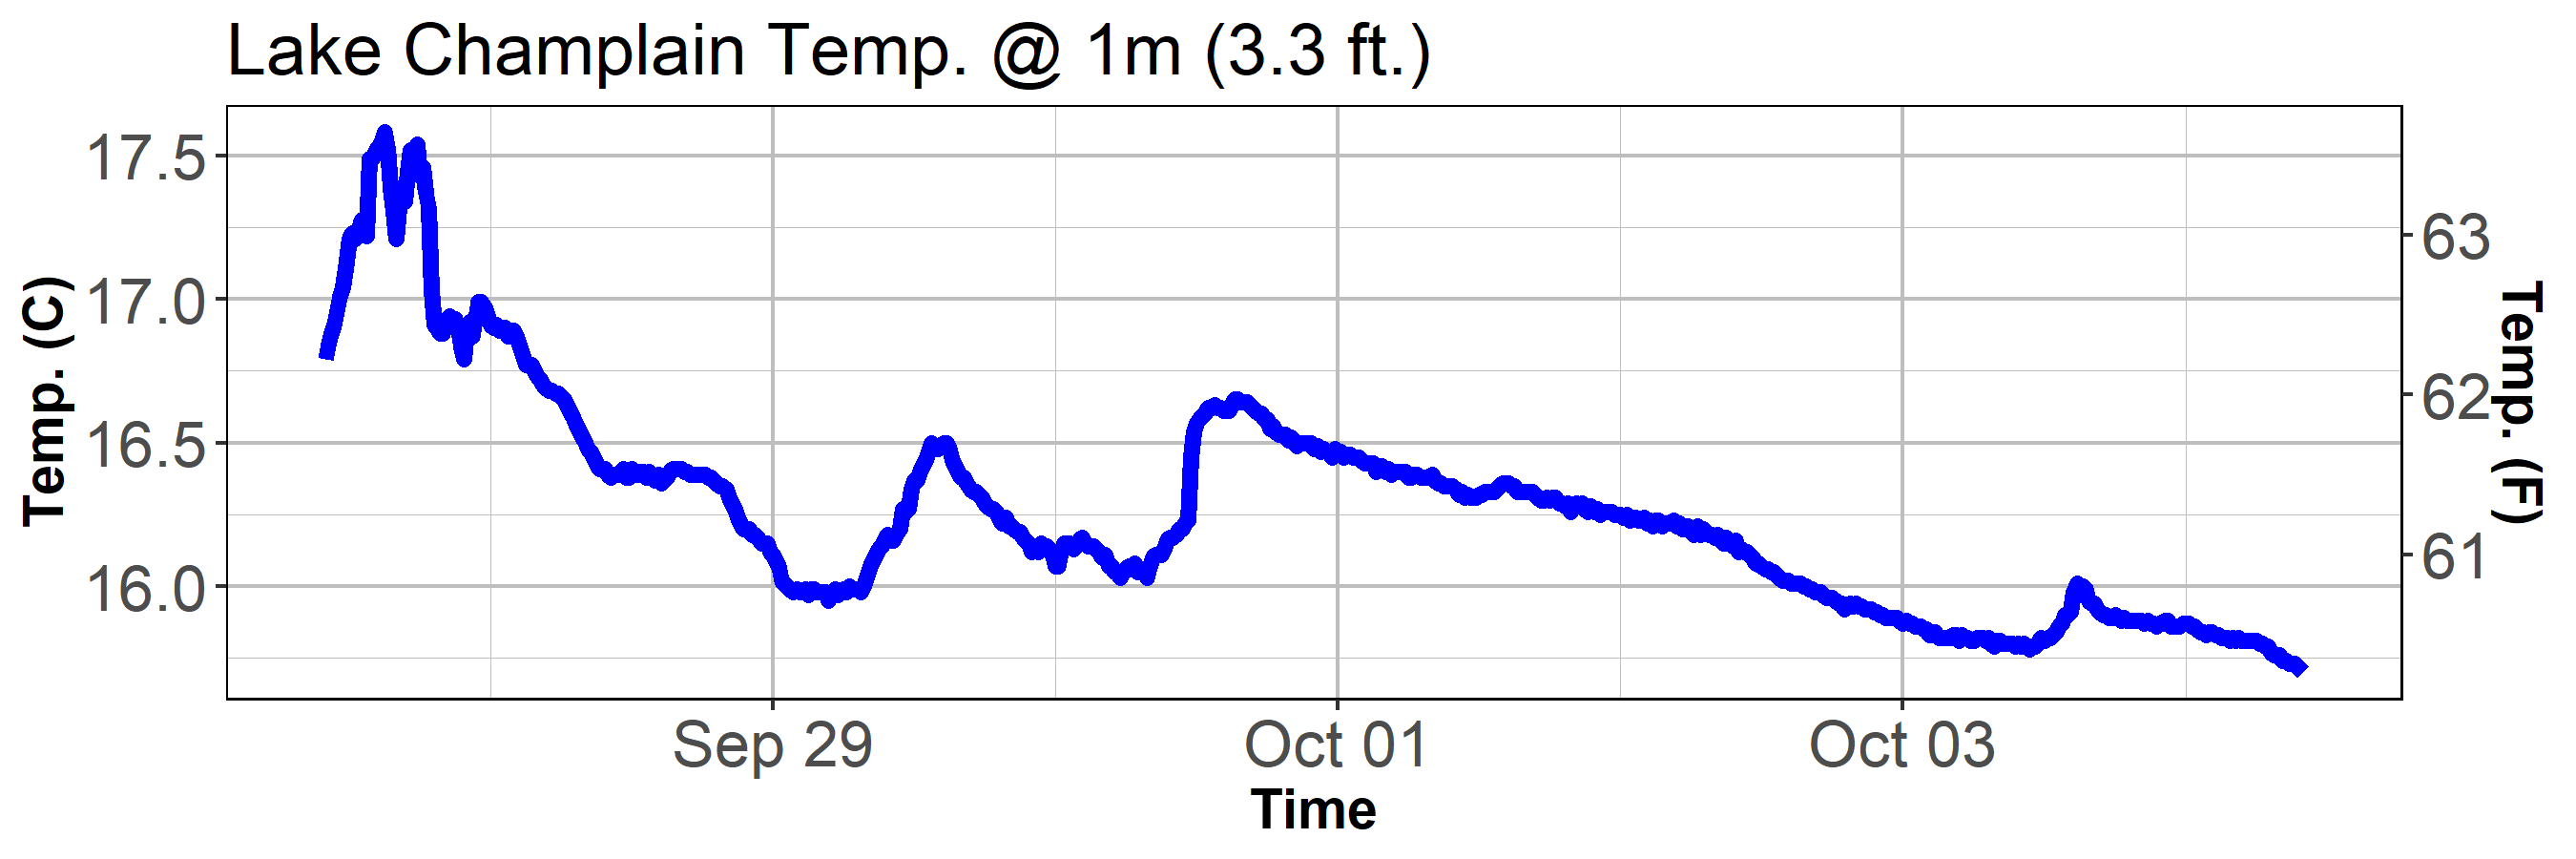 Lake Champlain Temp. @ 1m (3.3 ft.)
Temp. (C)
17.5
17.0
16.5
16.0
63
62
61
Temp. (F)
Sep 29
Oct 01
Oct 03
Time